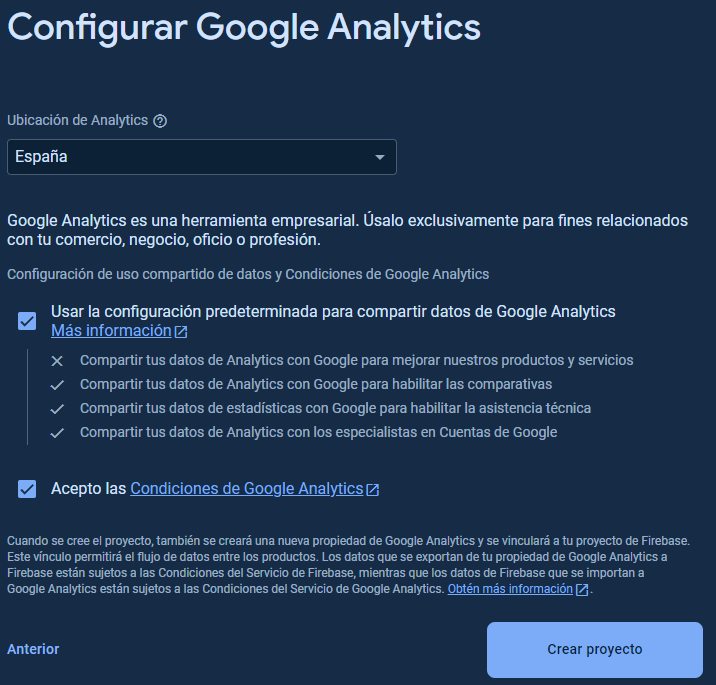 Configurar Google Analytics
Ubicación de Analytics
España
Google Analytics es una herramienta empresarial. Úsalo exclusivamente para fines relacionados
con tu comercio, negocio, oficio o profesión.
Configuración de uso compartido de datos y Condiciones de Google Analytics
Usar la configuración predeterminada para compartir datos de Google Analytics
Más información
Compartir tus datos de Analytics con Google para mejorar nuestros productos y servicios
Compartir tus datos de Analytics con Google para habilitar las comparativas
Compartir tus datos de estadísticas con Google para habilitar la asistencia técnica
Compartir tus datos de Analytics con los especialistas en Cuentas de Google
Acepto las Condiciones de Google Analytics
Cuando se cree el proyecto, también se creará una nueva propiedad de Google Analytics y se vinculará a tu proyecto de Firebase.
Este vínculo permitirá el flujo de datos entre los productos. Los datos que se exportan de tu propiedad de Google Analytics a
Firebase están sujetos a las Condiciones del Servicio de Firebase, mientras que los datos de Firebase que se importan a
Google Analytics están sujetos a las Condiciones del Servicio de Google Analytics. Obtén más información.
Anterior
Crear proyecto